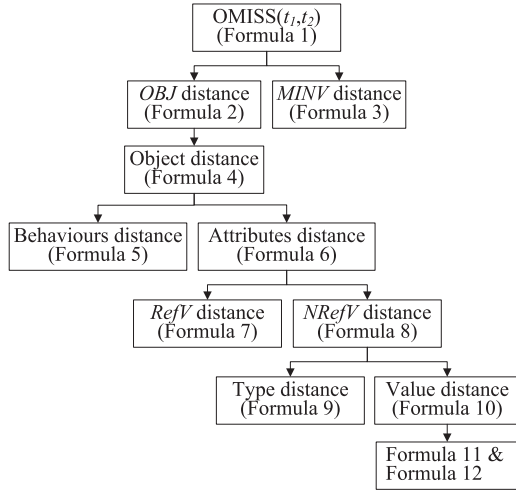 OMISS(t1,t2)
(Formula 1)
OBJ distance
(Formula 2)
MINV distance
(Formula 3)
Object distance
(Formula 4)
Behaviours distance
(Formula 5)
Attributes distance
(Formula 6)
RefV distance
(Formula 7)
NRefV distance
(Formula 8)
Type distance
(Formula 9)
Value distance
(Formula 10)
Formula 11 &
Formula 12